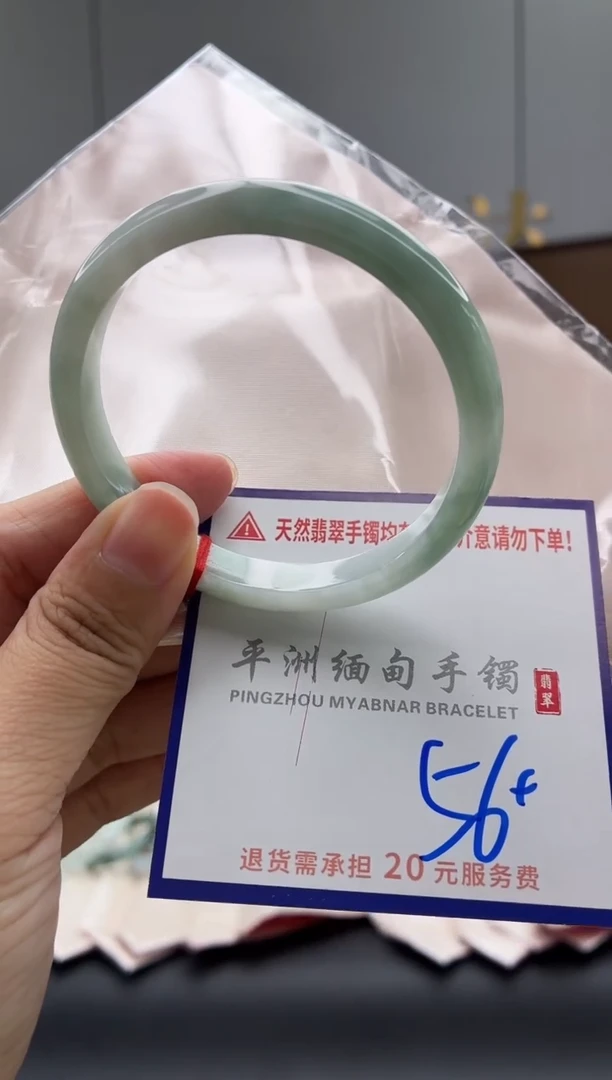 天然翡翠手镯均 介意请勿下单!
平洲缅甸手镯
翡翠
PINGZHOU MYABNAR BRACELET
56+
退货需承担 20 元服务费